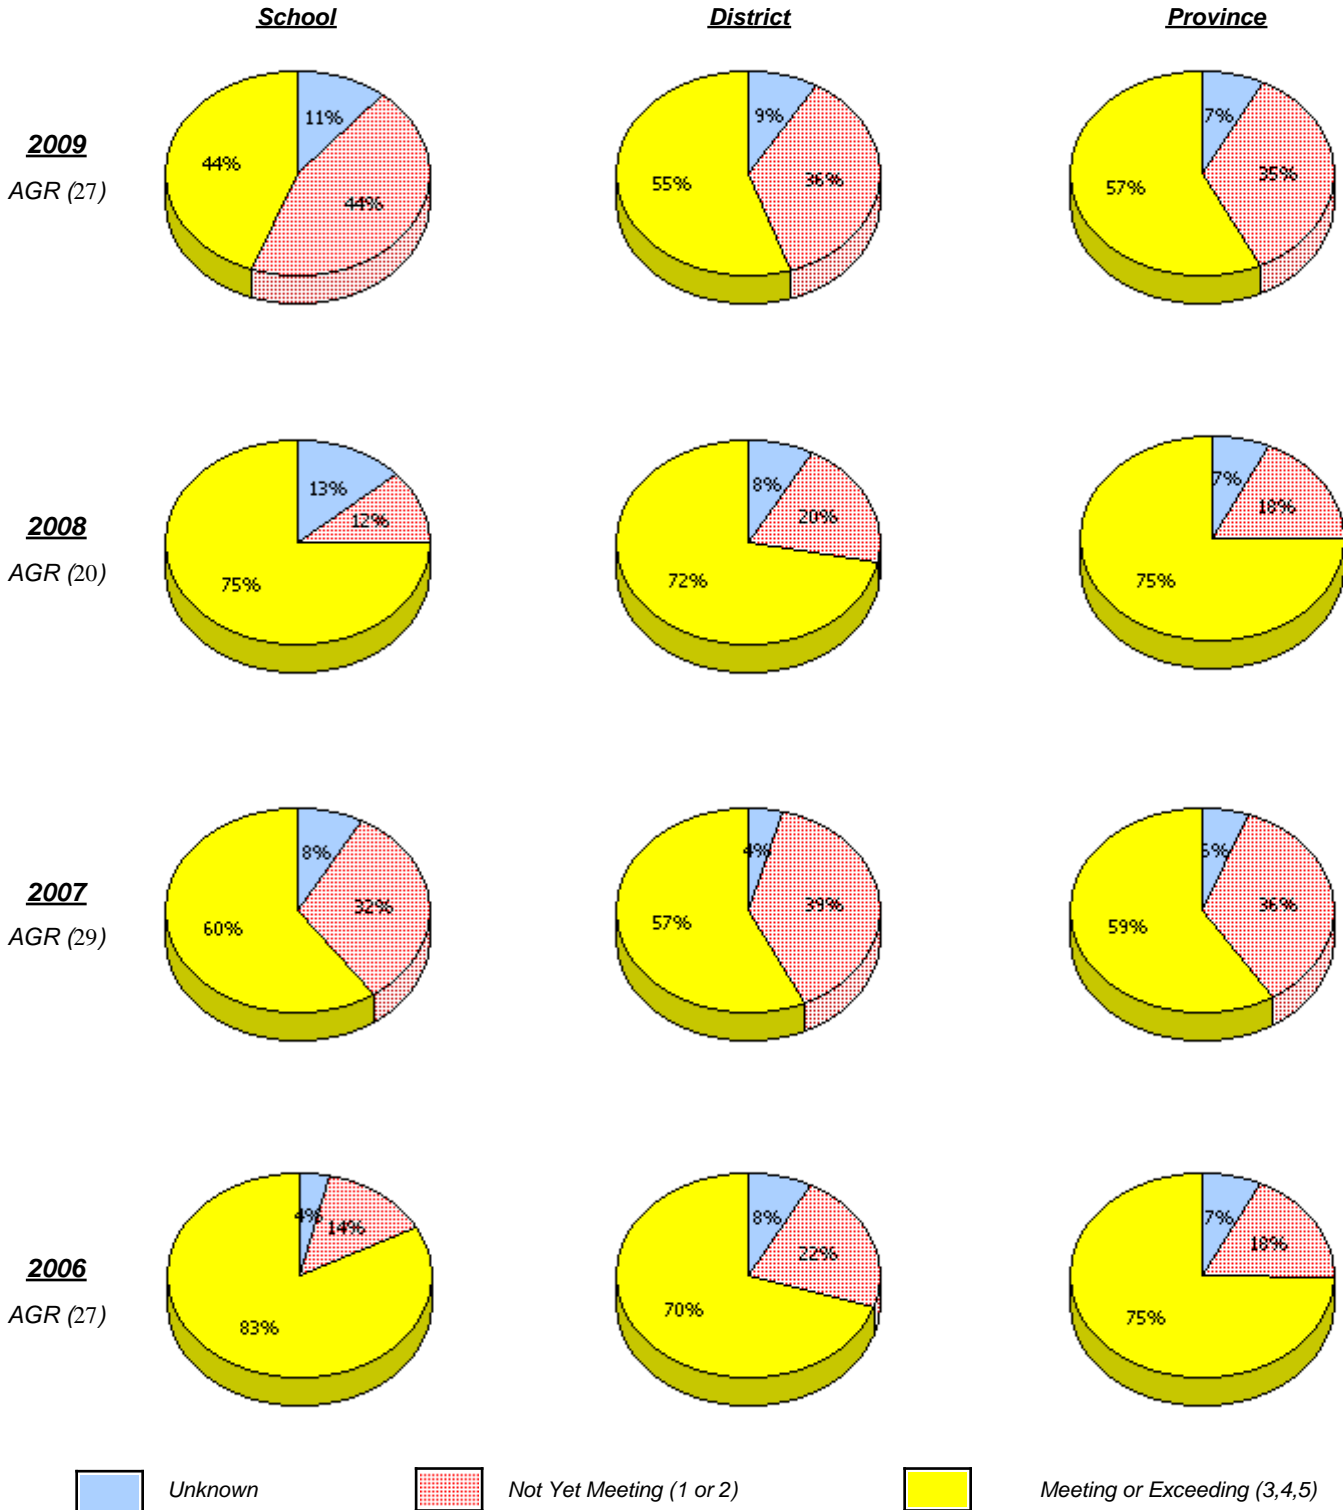 School District Province
11% 9% 7%
2009
44% 44% 55% 36% 57% 35%
AGR (27)
13% 8% 7%
2008
12% 20% 18%
AGR (20)
75% 72% 75%
8% 4% 5%
2007
60% 32% 57% 39% 59% 36%
AGR (29)
4% 14% 8% 7%
2006
22% 18%
AGR (27)
83% 70% 75%
Unknown Not Yet Meeting (1 or 2) Meeting or Exceeding (3,4,5)